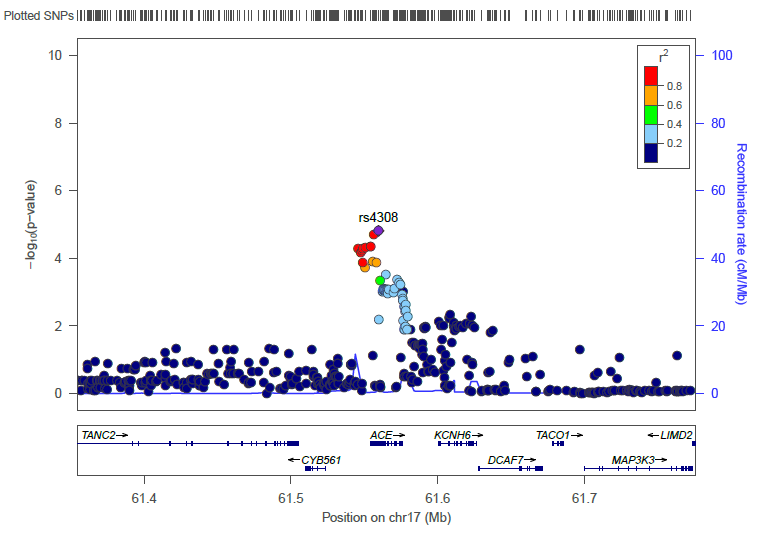 Plotted SNPs
10
8
6
4
2
0
−log10(p−value)
100
80
60
40
20
0
Recombination rate (cM/Mb)
r2
0.8
0.6
0.4
0.2
rs4308
TANC2→
ACE→
KCNH6→
TACO1→
←LIMD2
←CYB561
DCAF7→
MAP3K3→
61.4
61.5
61.6
61.7
Position on chr17 (Mb)